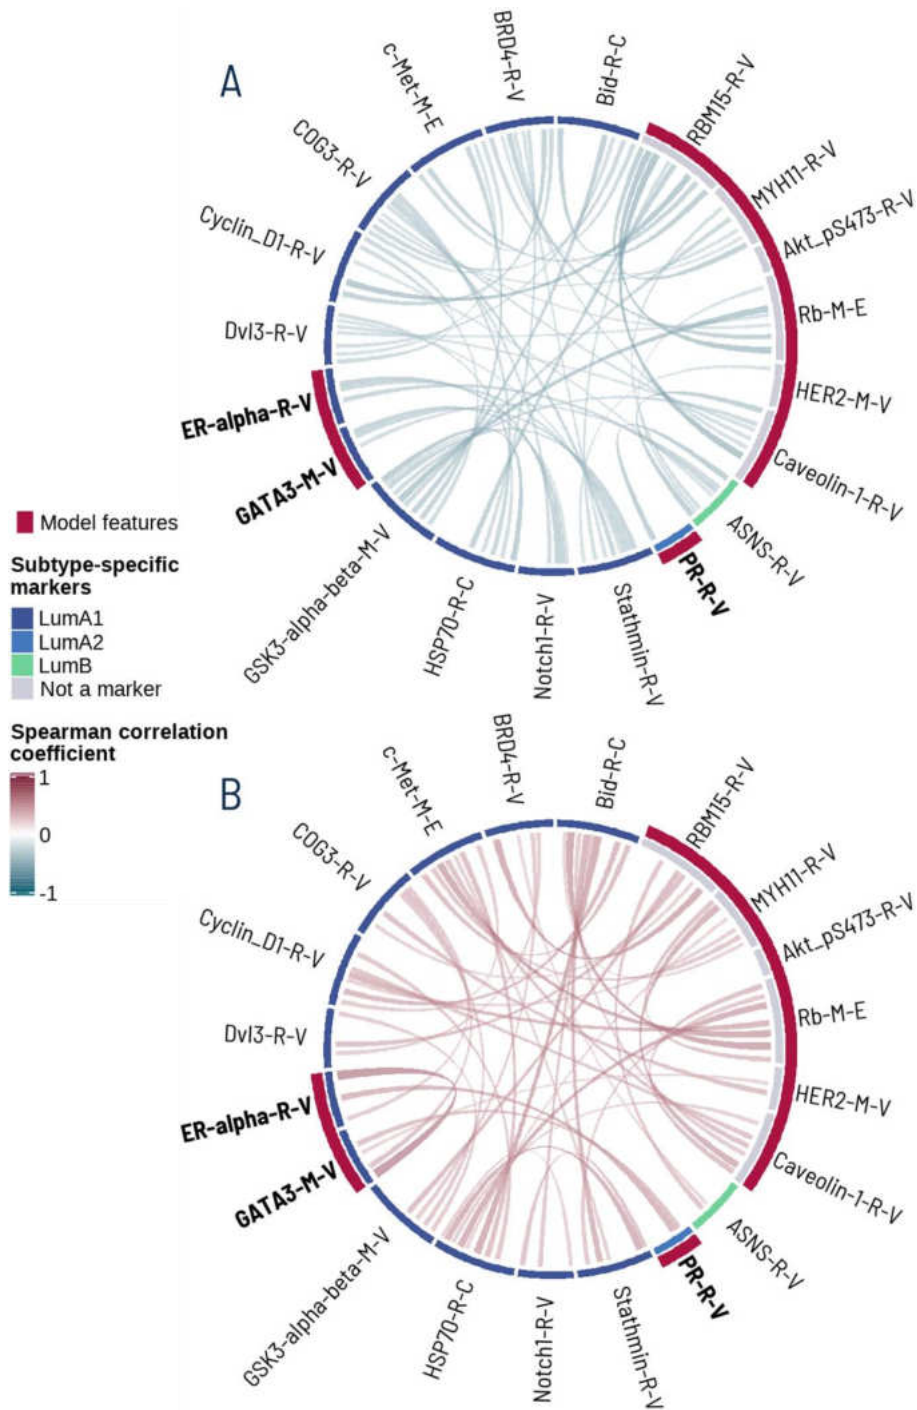 A
BRD4-R-V
Bid-R-C
c-Met-M-E
RBM15-R-V
COG3-R-V
MYH11-R-V
Cyclin_D1-R-V
Akt_pS473-R-V
Dvl3-R-V
Rb-M-E
ER-alpha-R-V
HER2-M-V
GATA3-M-V
Caveolin-1-R-V
GSK3-alpha-beta-M-V
ASNS-R-V
HSP70-R-C
PR-R-V
Notch1-R-V
Stathmin-R-V
Model features
Subtype-specific
markers
LumA1
LumA2
LumB
Not a marker
Spearman correlation
coefficient
1
0
-1
B
BRD4-R-V
Bid-R-C
c-Met-M-E
RBM15-R-V
COG3-R-V
MYH11-R-V
Cyclin_D1-R-V
Akt_pS473-R-V
Dvl3-R-V
Rb-M-E
ER-alpha-R-V
HER2-M-V
GATA3-M-V
Caveolin-1-R-V
GSK3-alpha-beta-M-V
ASNS-R-V
HSP70-R-C
PR-R-V
Notch1-R-V
Stathmin-R-V